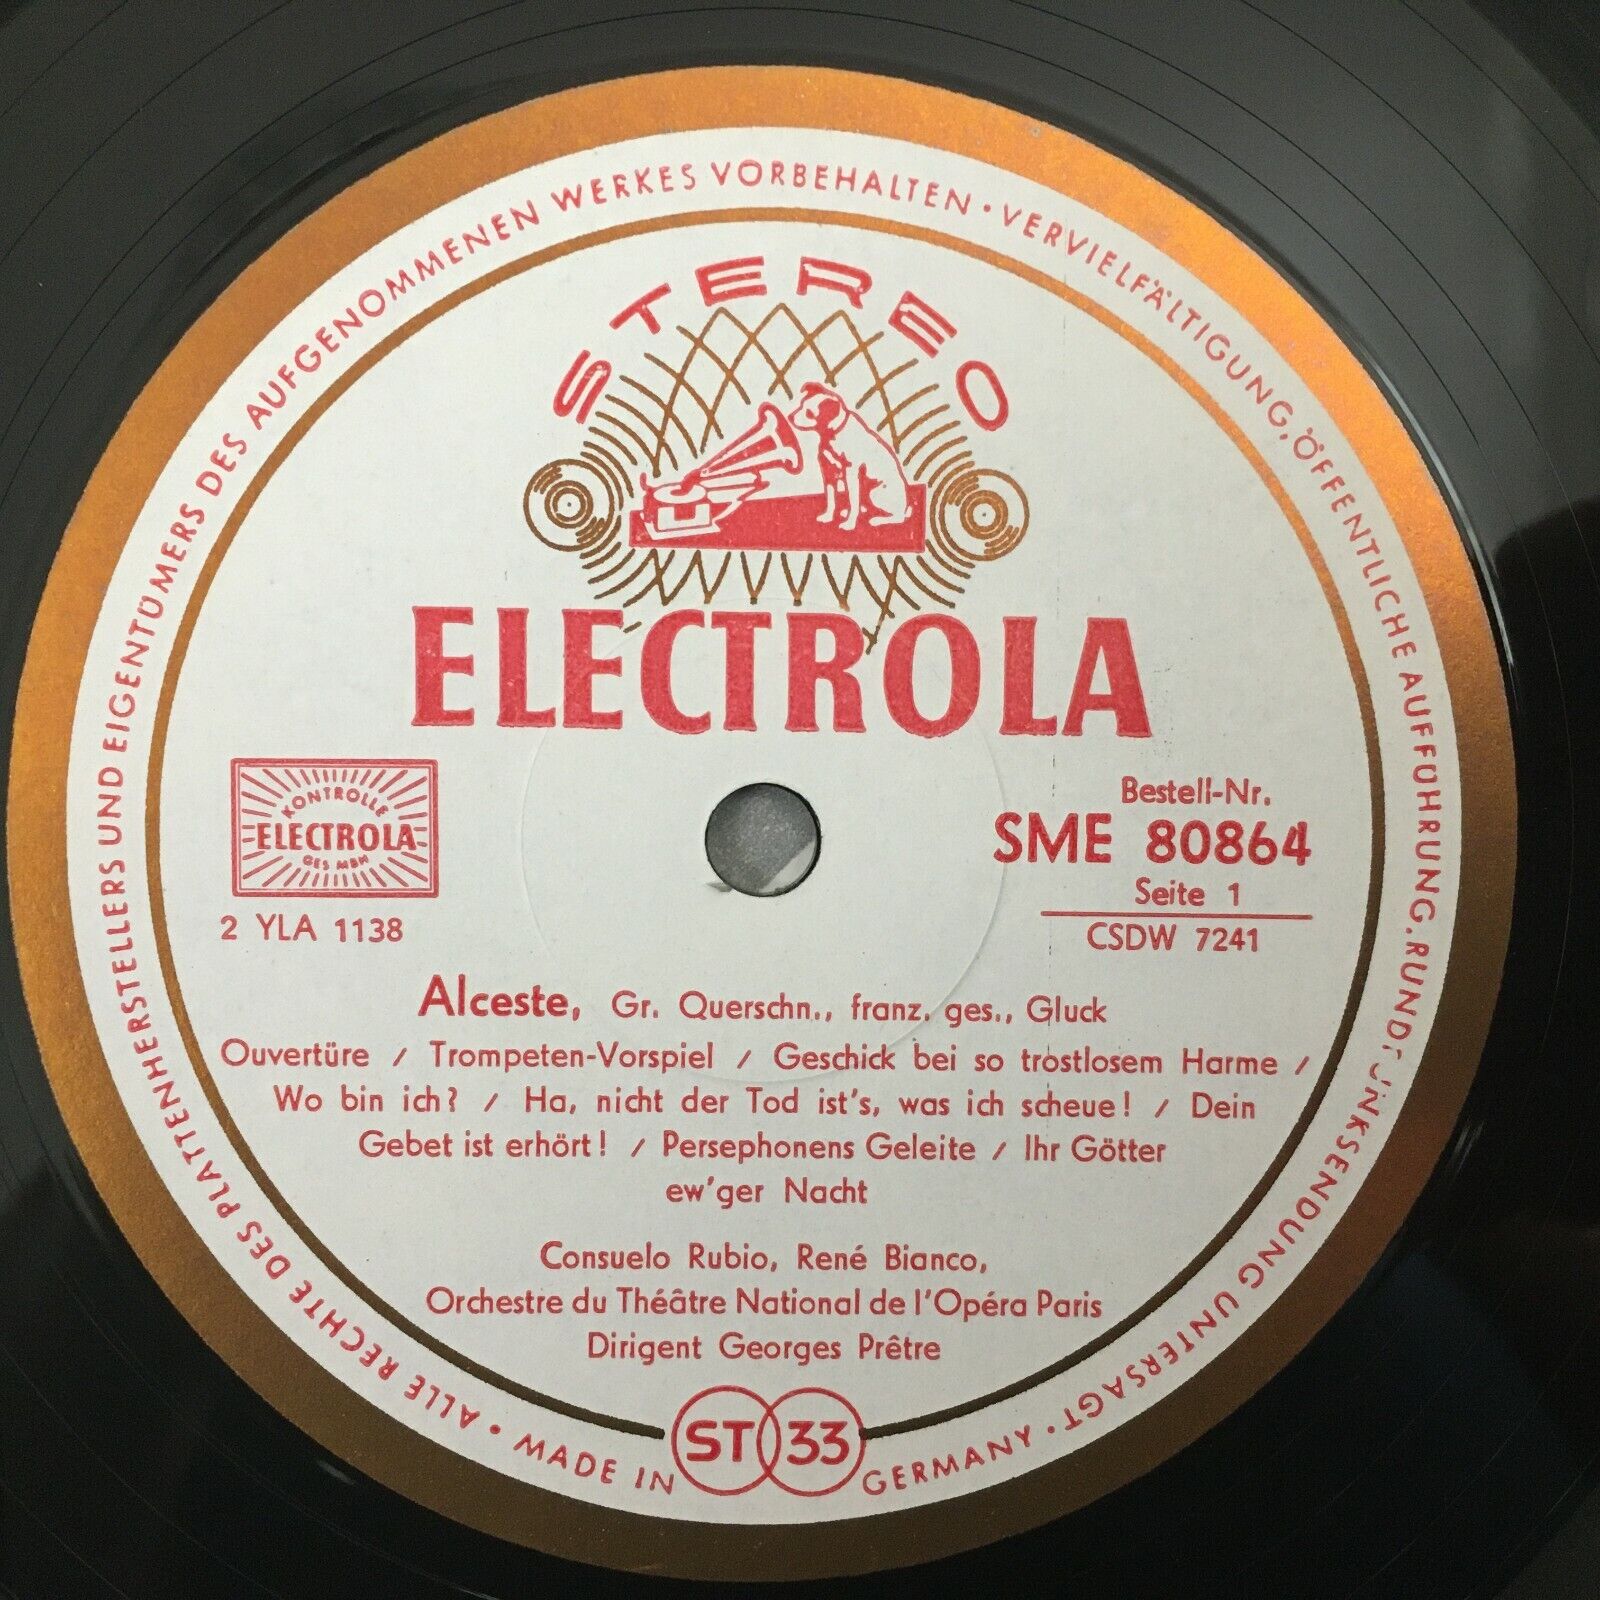 ALLE RECHTE DES PLATTENHERSTELLERS UND EIGENTÜMERS DES AUFGENOMMENEN WERKES VORBEHALTEN · VERVIELFÄLTIGUNG, ÖFFENTLICHE AUFFÜHRUNG, RUNDFUNKSENDUNG UNTERSAGT ·
STEREO
ELECTROLA
KONTROLLE
ELECTROLA
GES MBH
2 YLA 1138
Bestell-Nr.
SME 80864
Seite 1
CSDW 7241
Alceste, Gr. Querschn., franz. ges., Gluck
Ouvertüre / Trompeten-Vorspiel / Geschick bei so trostlosem Harme /
Wo bin ich? / Ha, nicht der Tod ist's, was ich scheue! / Dein
Gebet ist erhört! / Persephonens Geleite / Ihr Götter
ew'ger Nacht
Consuelo Rubio, René Bianco,
Orchestre du Théâtre National de l'Opéra Paris
Dirigent Georges Prêtre
ST 33
MADE IN GERMANY